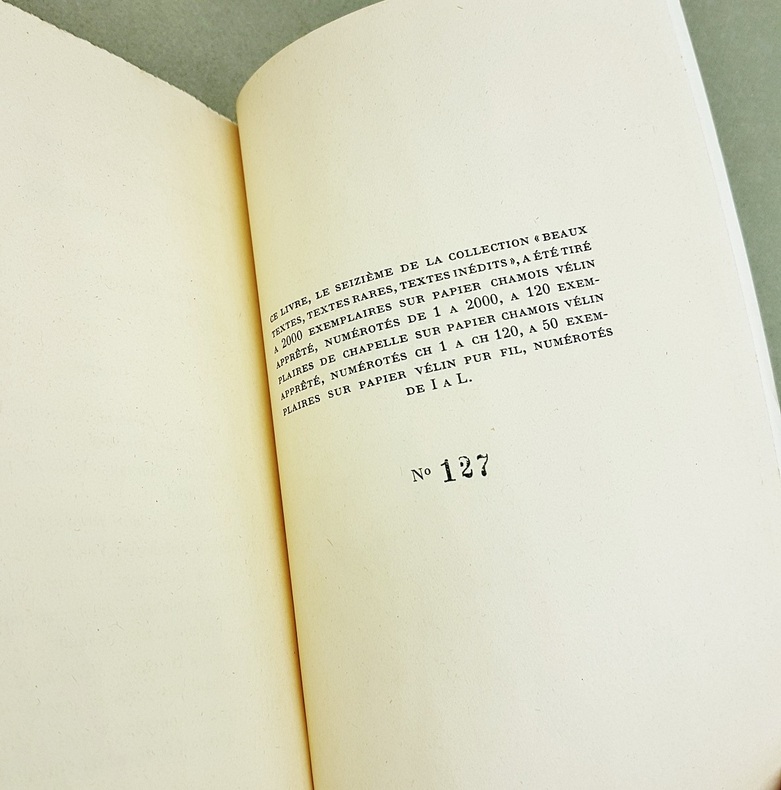 CE LIVRE, LE SEIZIÈME DE LA COLLECTION « BEAUX
TEXTES, TEXTES RARES, TEXTES INÉDITS », A ÉTÉ TIRÉ
A 2000 EXEMPLAIRES SUR PAPIER CHAMOIS VÉLIN
APPRÊTÉ, NUMÉROTÉS DE 1 A 2000, A 120 EXEM-
PLAIRES DE CHAPELLE SUR PAPIER CHAMOIS VÉLIN
APPRÊTÉ, NUMÉROTÉS CH 1 A CH 120, A 50 EXEM-
PLAIRES SUR PAPIER VÉLIN PUR FIL, NUMÉROTÉS
DE I A L.
Nº 127